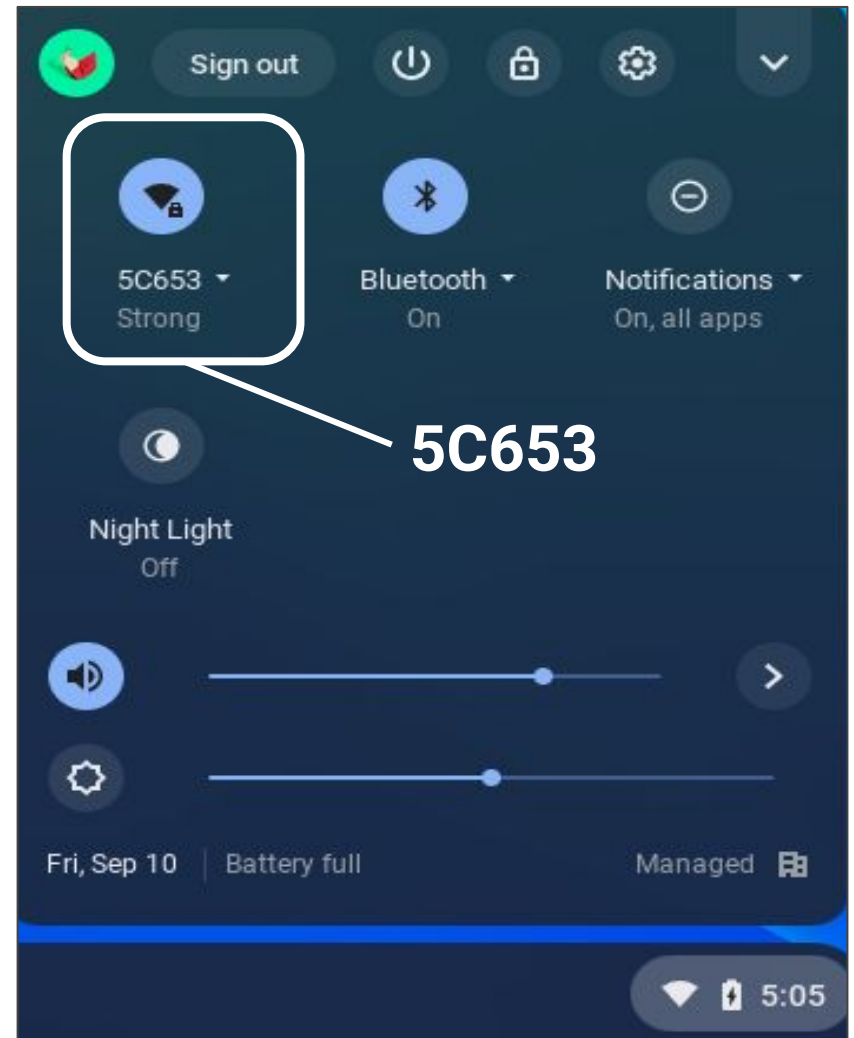 Sign out
5C653
Strong
Bluetooth
On
Notifications
On, all apps
5C653
Night Light
Off
Fri, Sep 10
Battery full
Managed
5:05